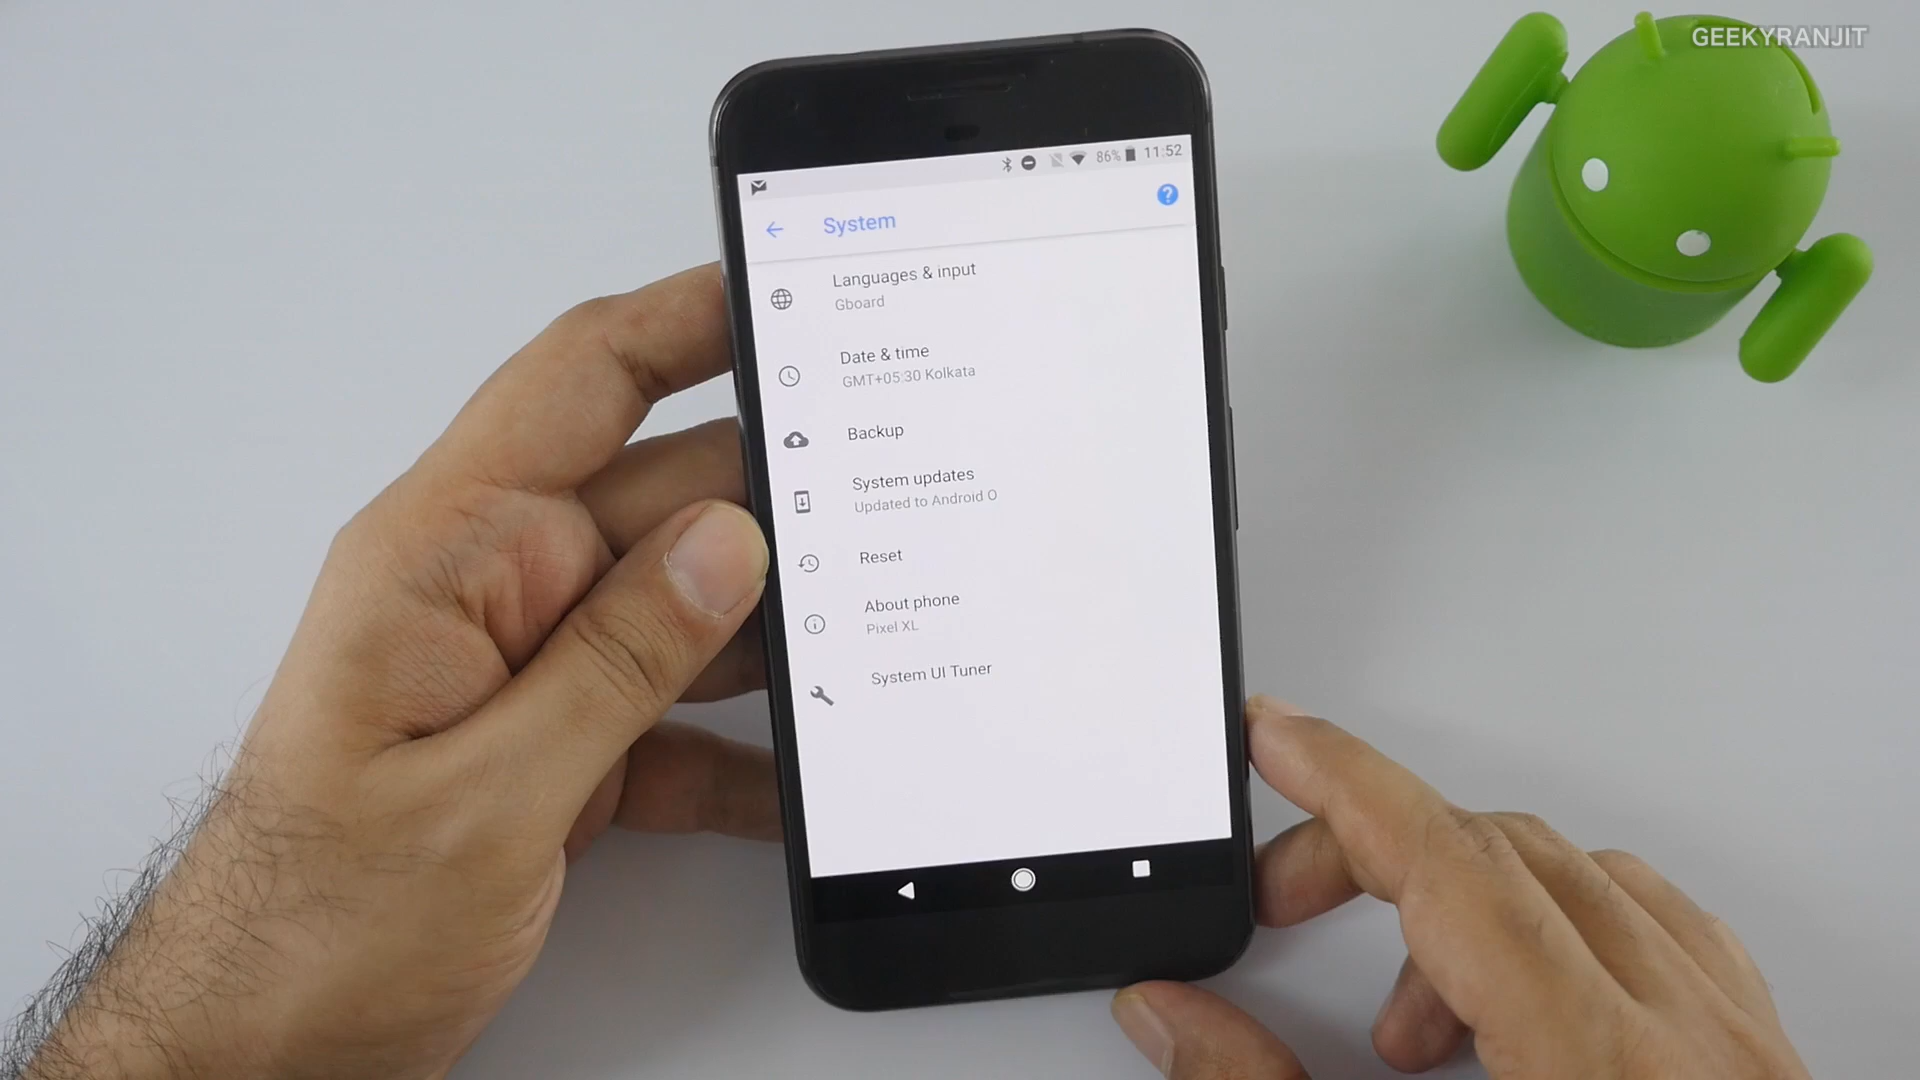 GEEKYRANJIT
86% 11:52
System
Languages & input
Gboard
Date & time
GMT+05:30 Kolkata
Backup
System updates
Updated to Android O
Reset
About phone
Pixel XL
System UI Tuner